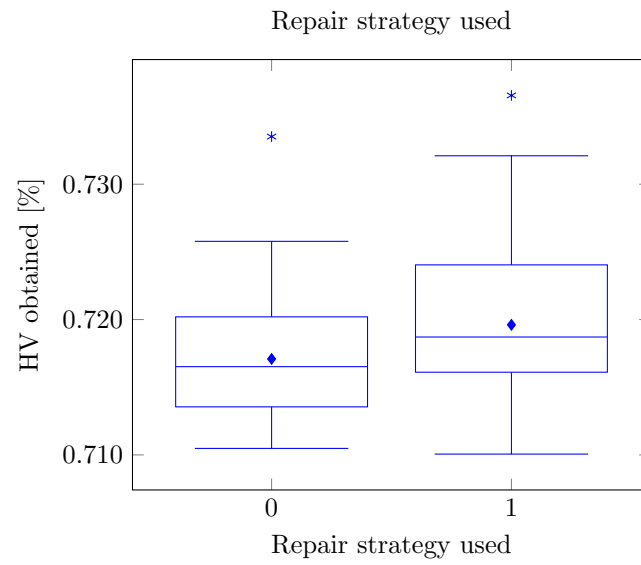 Repair strategy used
0.730
0.720
0.710
HV obtained [%]
0 1
Repair strategy used